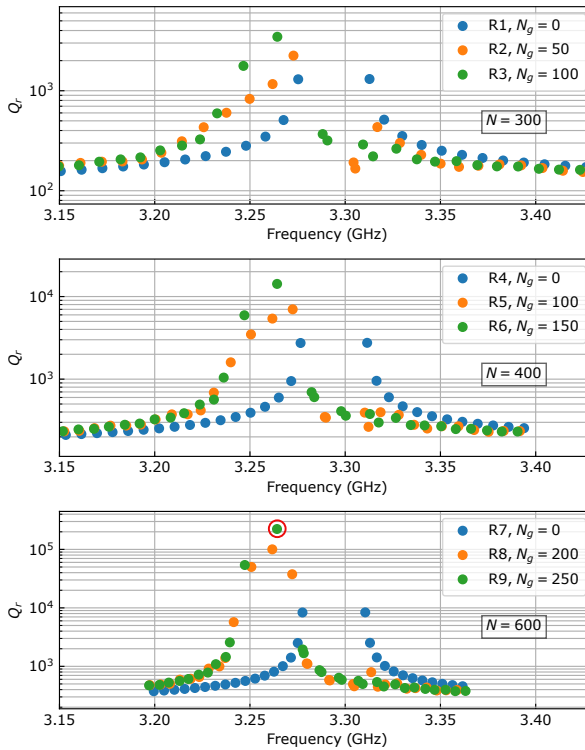 10³
10²
Qᵣ
R1, N_g = 0
R2, N_g = 50
R3, N_g = 100
N = 300
3.15 3.20 3.25 3.30 3.35 3.40
Frequency (GHz)
10⁴
10³
Qᵣ
R4, N_g = 0
R5, N_g = 100
R6, N_g = 150
N = 400
3.15 3.20 3.25 3.30 3.35 3.40
Frequency (GHz)
10⁵
10⁴
10³
Qᵣ
R7, N_g = 0
R8, N_g = 200
R9, N_g = 250
N = 600
3.15 3.20 3.25 3.30 3.35 3.40
Frequency (GHz)